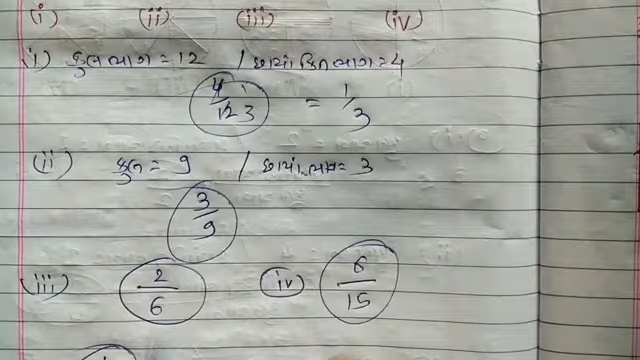 (i) (ii) (iii) (iv)
(i) કુલ ભાગ = 12 / છાયાંકિત ભાગ = 4
4/12 1/3 = 1/3
(ii) કુલ = 9 / છાયાં. ભાગ = 3
3/9
(iii) 2/6 (iv) 6/15